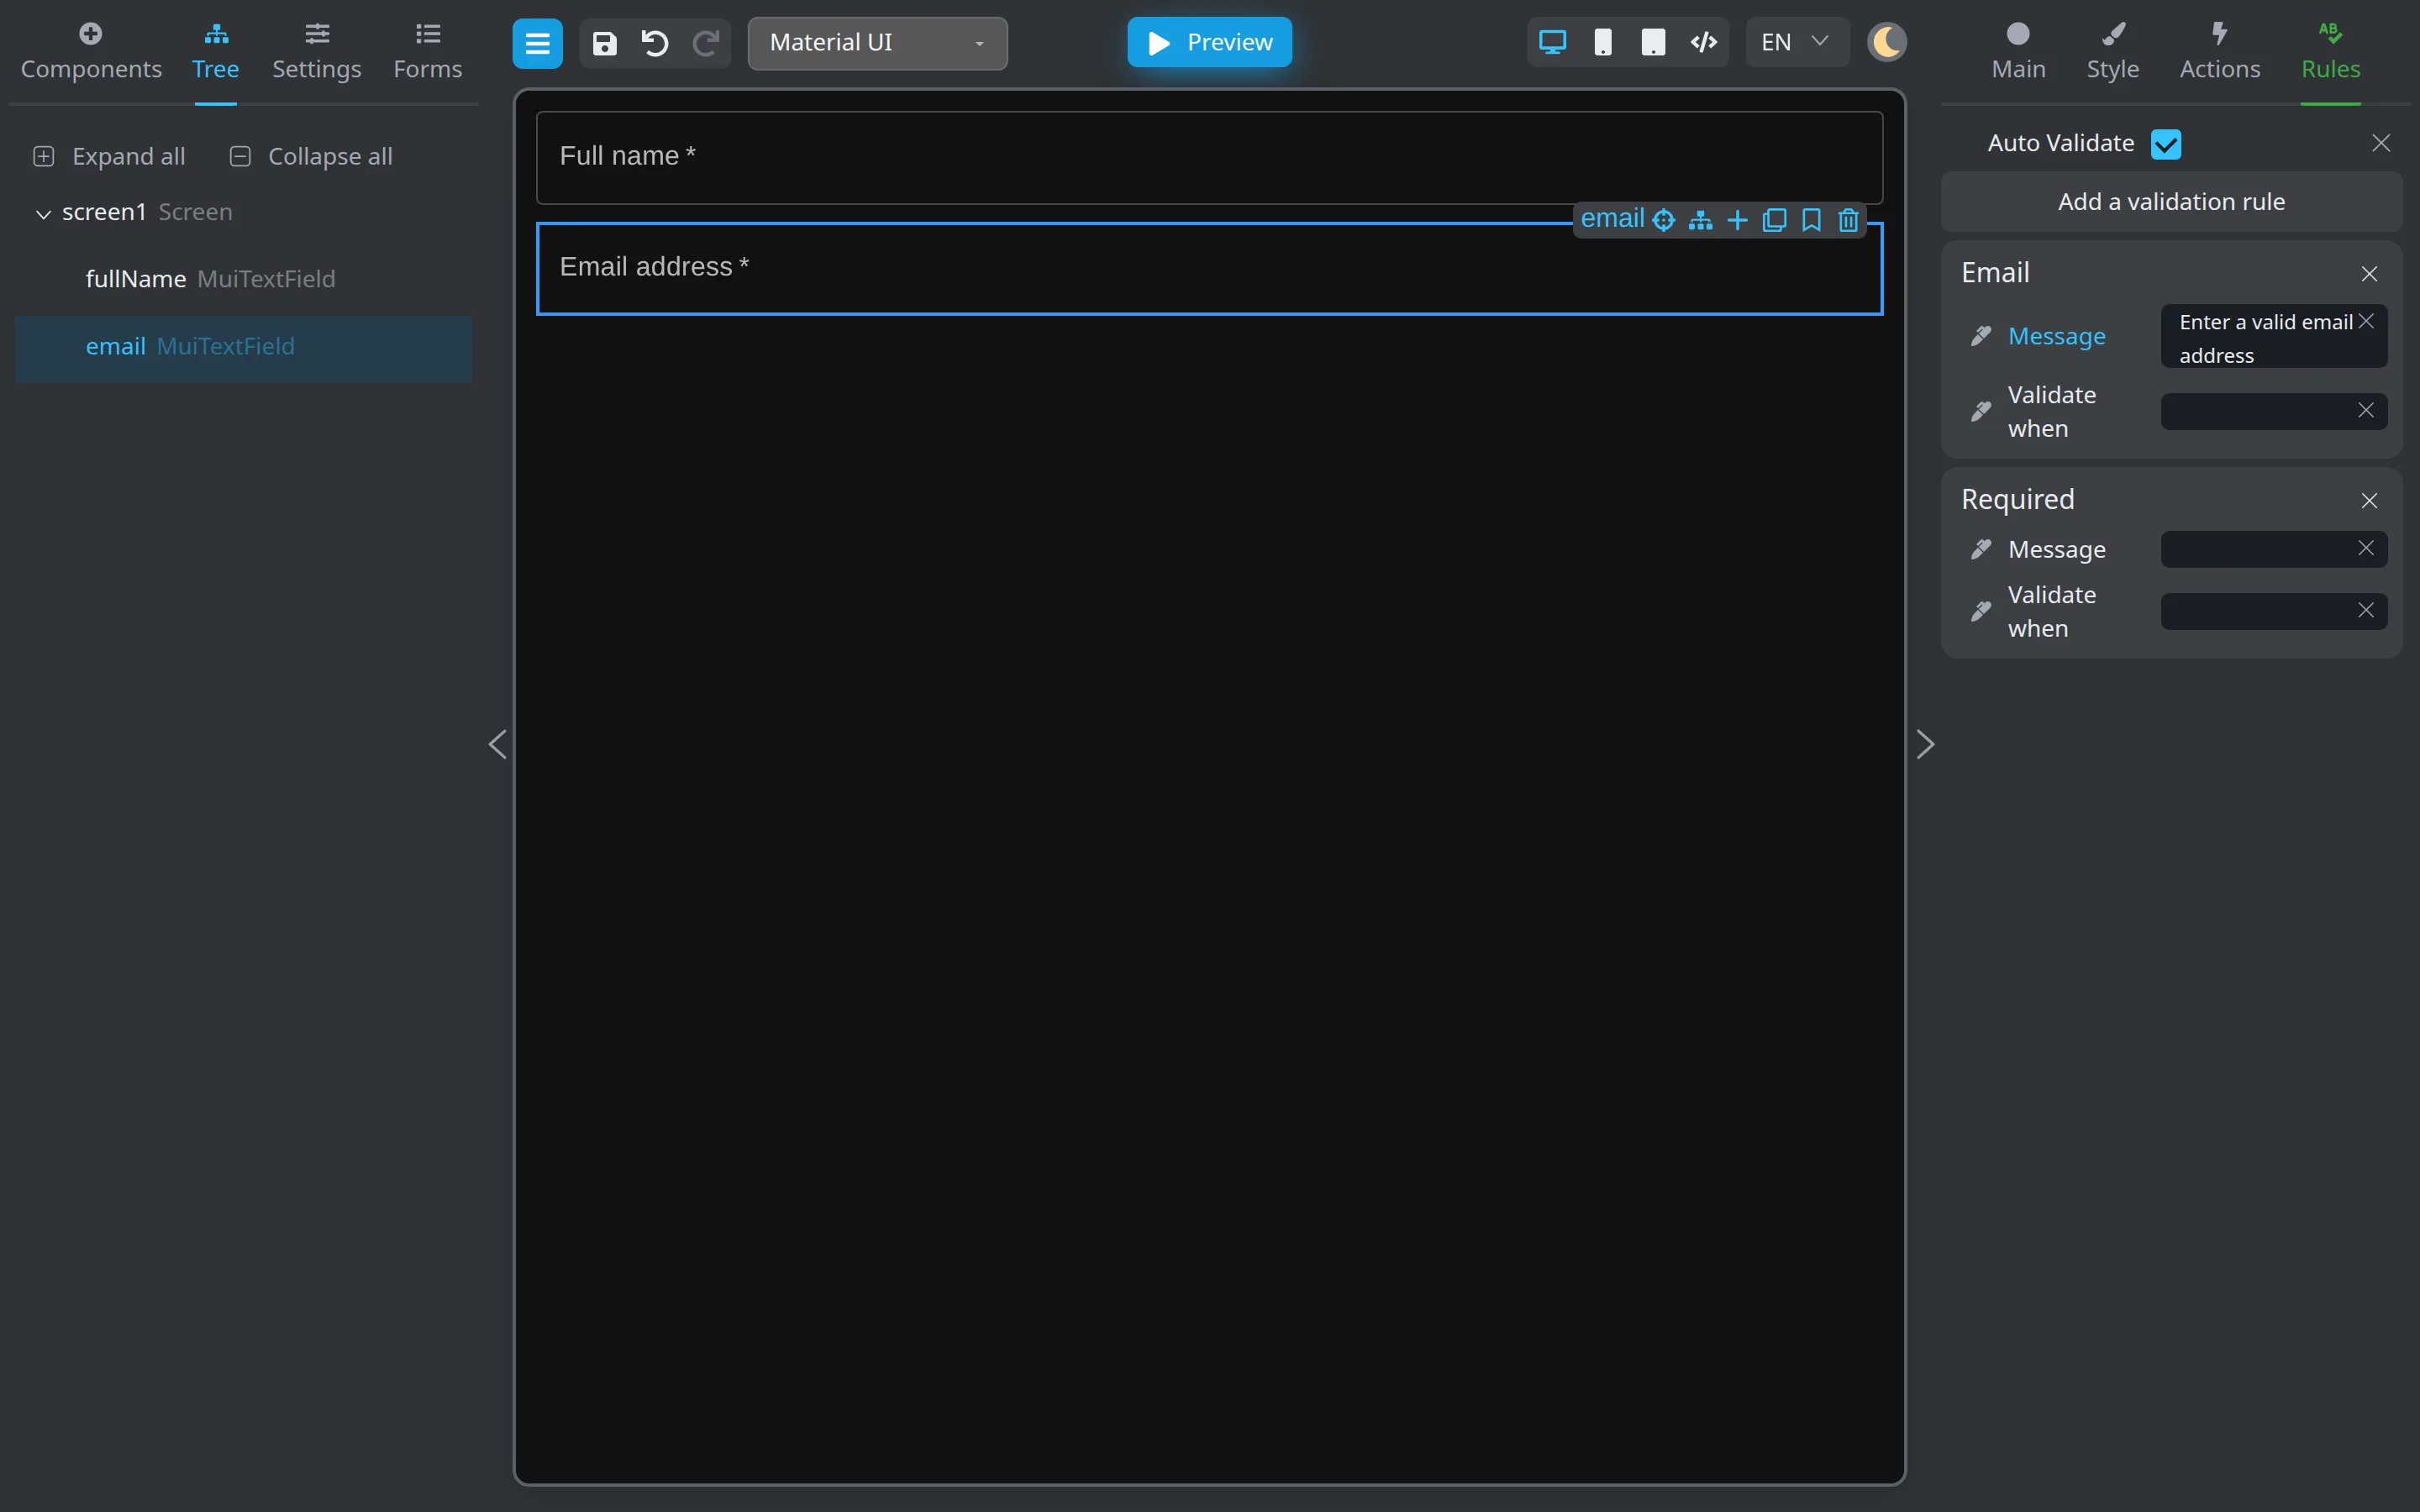 Components Tree Settings Forms
Material UI
Preview
EN
Main Style Actions AB Rules
Expand all Collapse all
screen1 Screen
fullName MuiTextField
email MuiTextField
Full name *
email
Email address *
Auto Validate
Add a validation rule
Email
Message
Enter a valid email
address
Validate
when
Required
Message
Validate
when